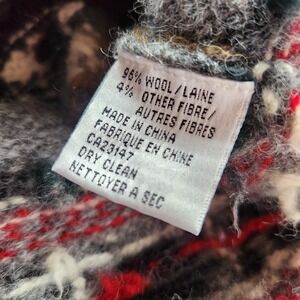 96% WOOL/LAINE
4% OTHER FIBRE/
AUTRES FIBRES
MADE IN CHINA
FABRIQUE EN CHINE
CA23147
DRY CLEAN
NETTOYER A SEC